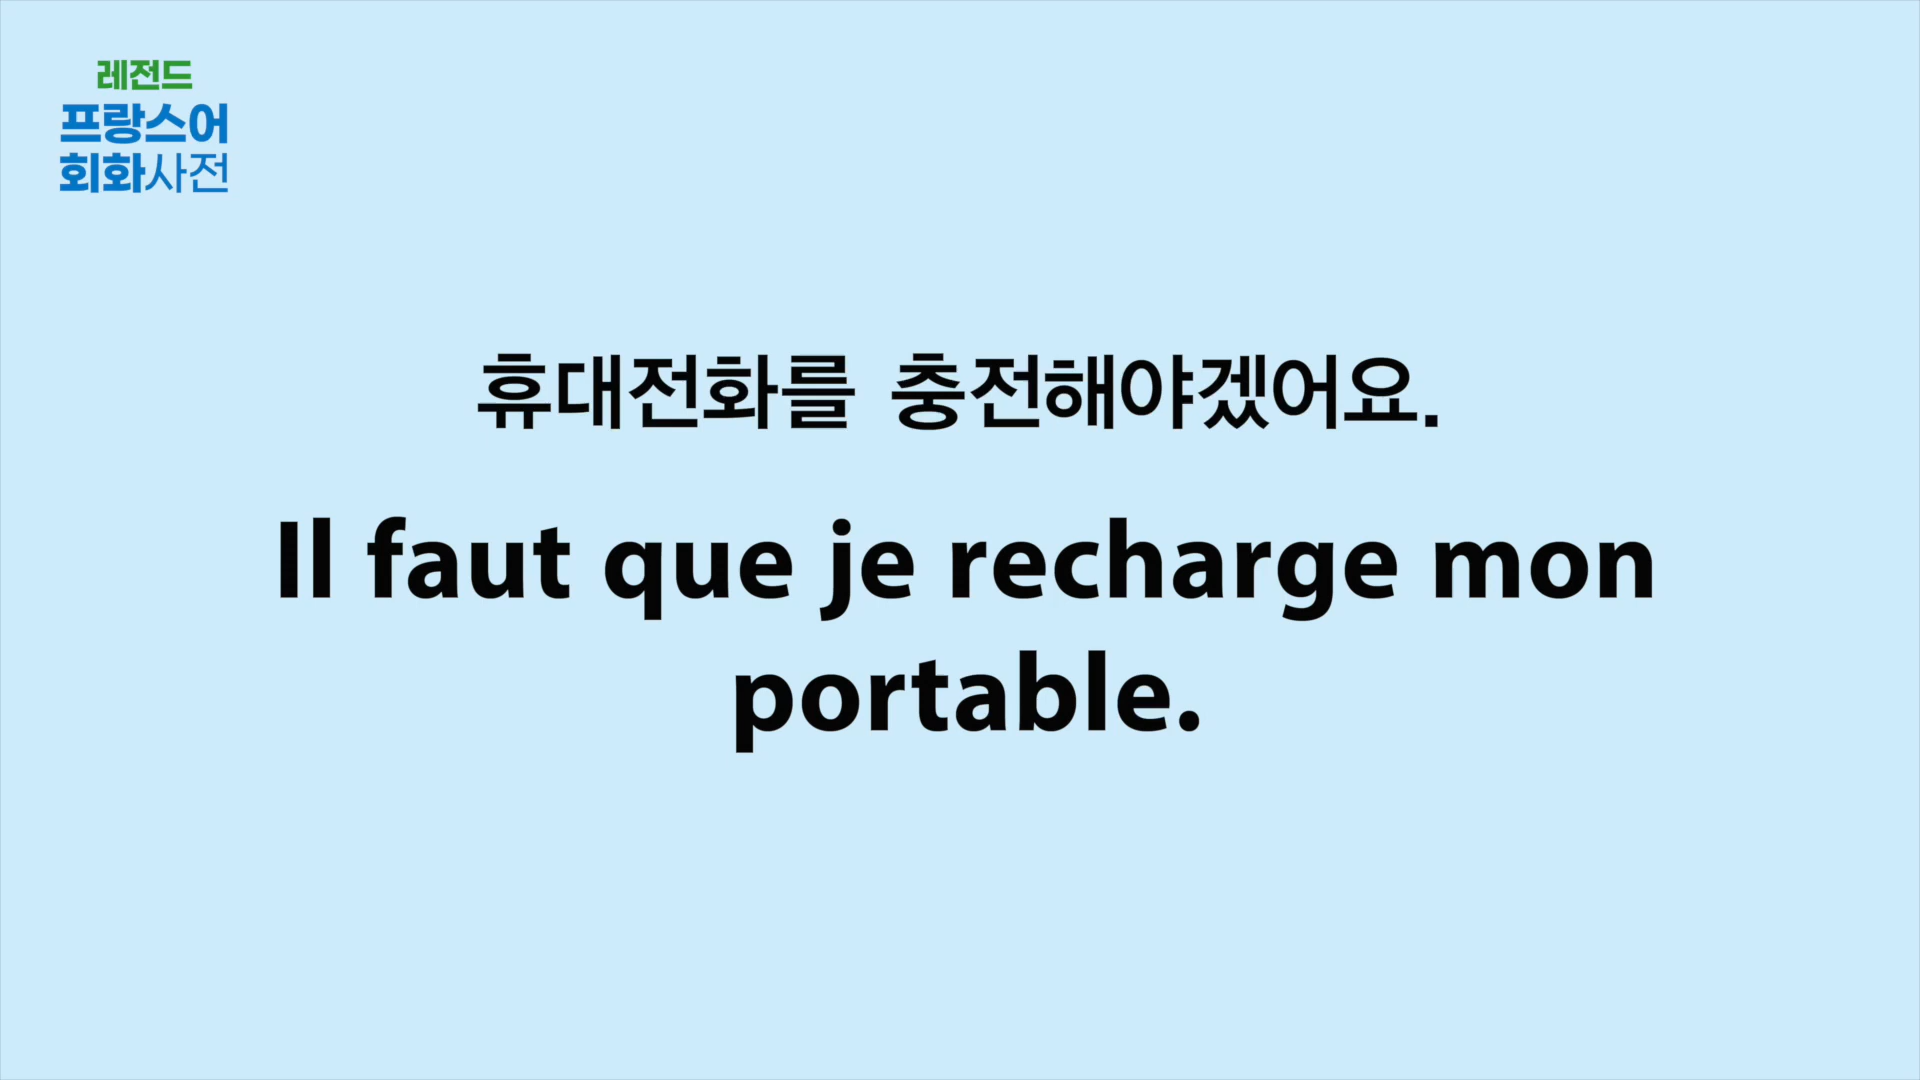 레전드
프랑스어
회화사전
휴대전화를 충전해야겠어요.
Il faut que je recharge mon
portable.